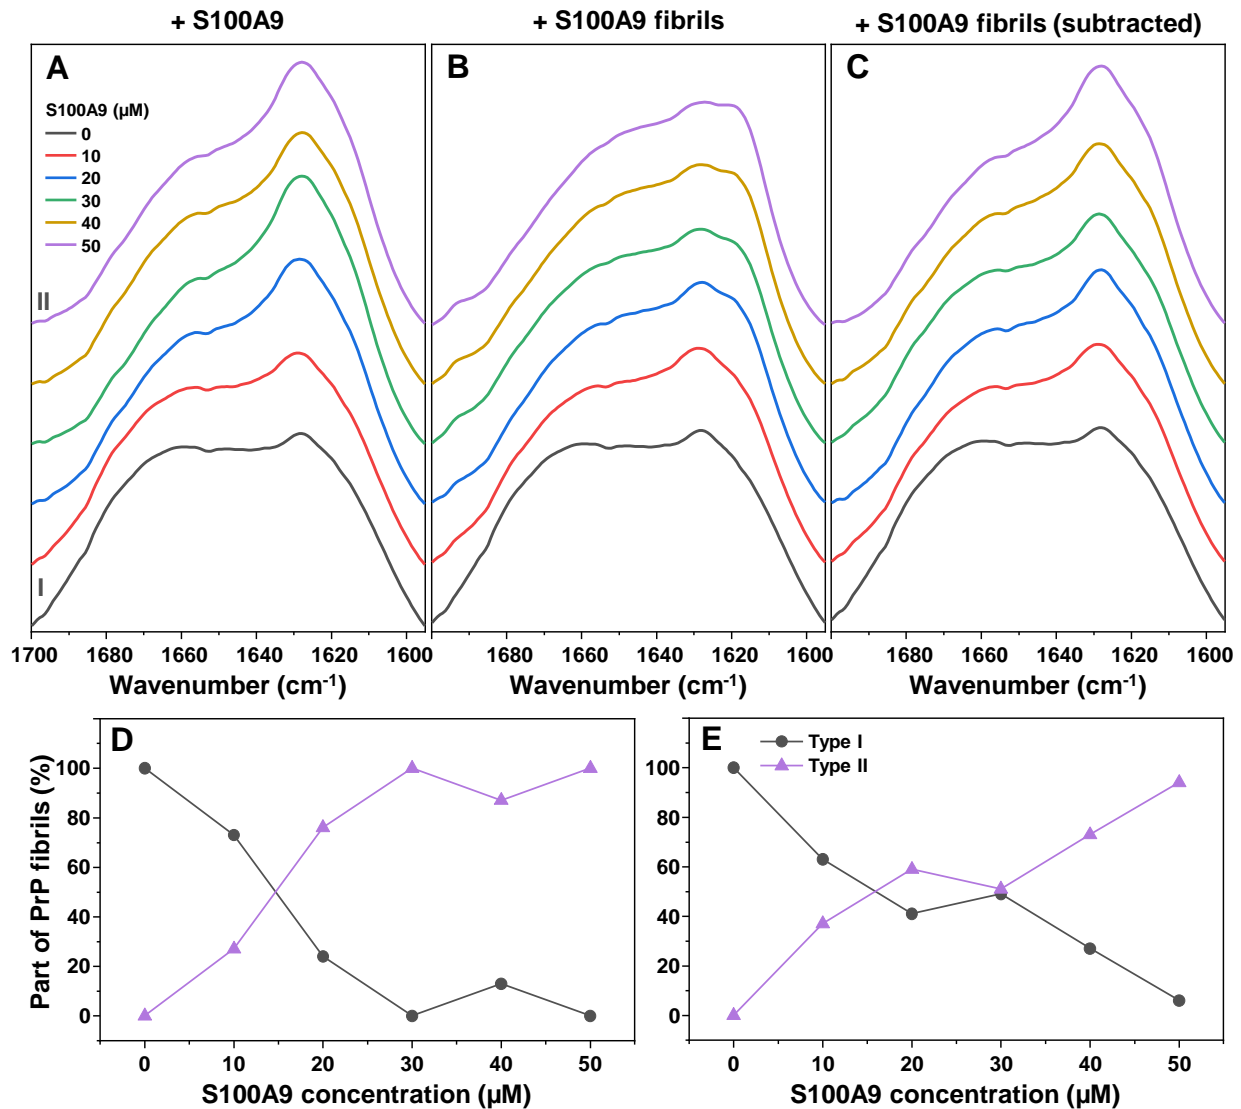 + S100A9
+ S100A9 fibrils
+ S100A9 fibrils (subtracted)
A
B
C
S100A9 (µM)
0
10
20
30
40
50
II
I
1700 1660 1640 1620 1600
1680 1660 1640 1620 1600
1680 1660 1640 1620 1600
Wavenumber (cm⁻¹)
Wavenumber (cm⁻¹)
Wavenumber (cm⁻¹)
D
E
Type I
Type II
Part of PrP fibrils (%)
100
80
60
40
20
0
100
80
60
40
20
0
0 10 20 30 40 50
0 10 20 30 40 50
S100A9 concentration (µM)
S100A9 concentration (µM)